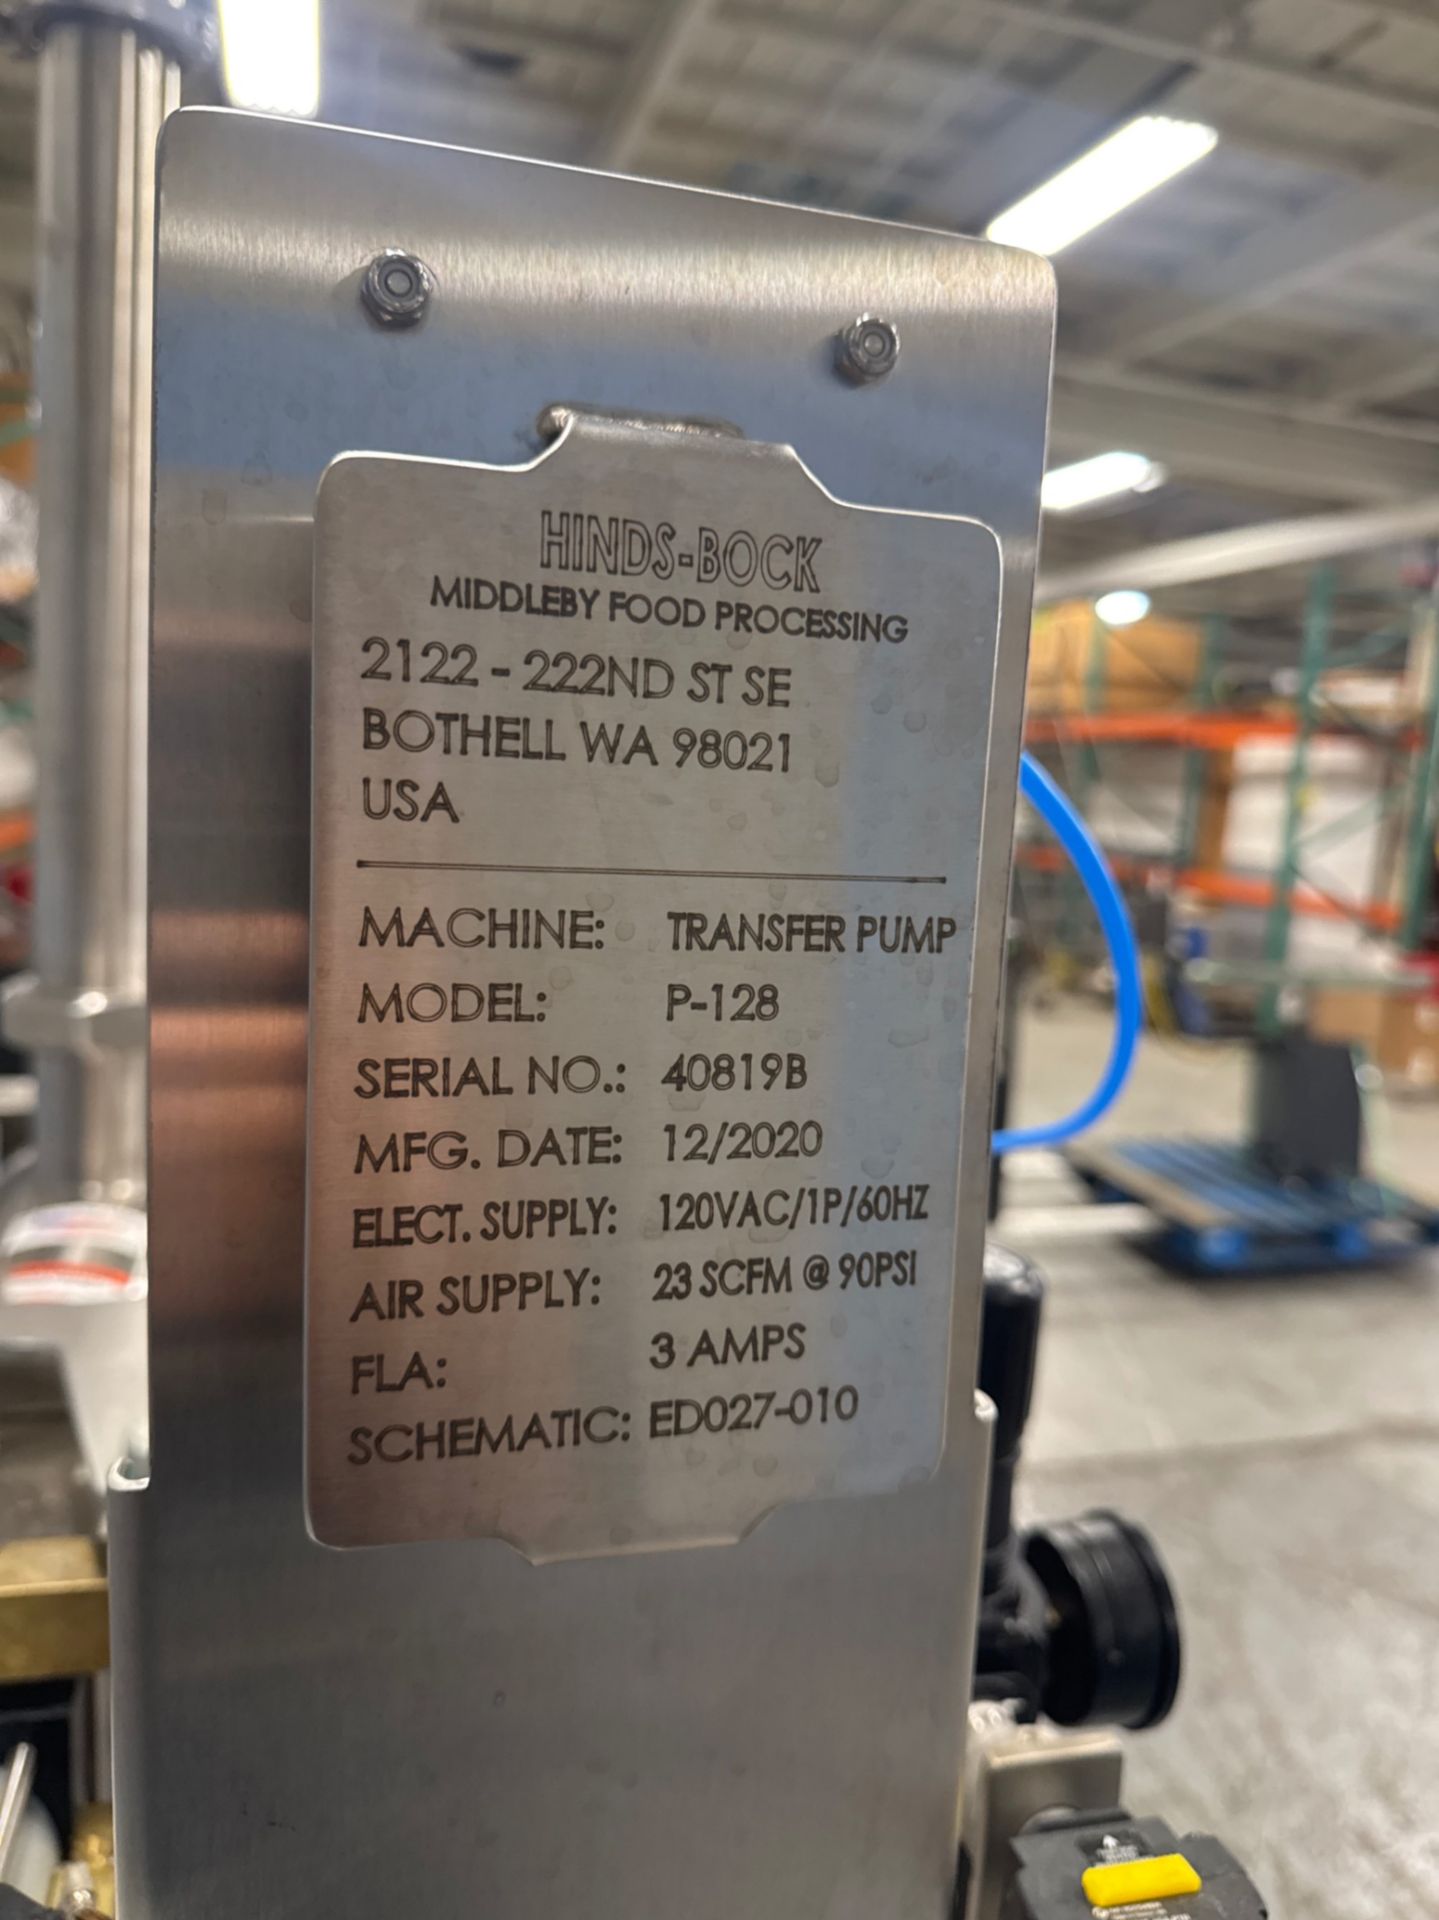 HINDS-BOCK
MIDDLEBY FOOD PROCESSING
2122 - 222ND ST SE
BOTHELL WA 98021
USA
MACHINE: TRANSFER PUMP
MODEL: P-128
SERIAL NO.: 40819B
MFG. DATE: 12/2020
ELECT. SUPPLY: 120VAC/1P/60HZ
AIR SUPPLY: 23 SCFM @ 90PSI
FLA: 3 AMPS
SCHEMATIC: ED027-010